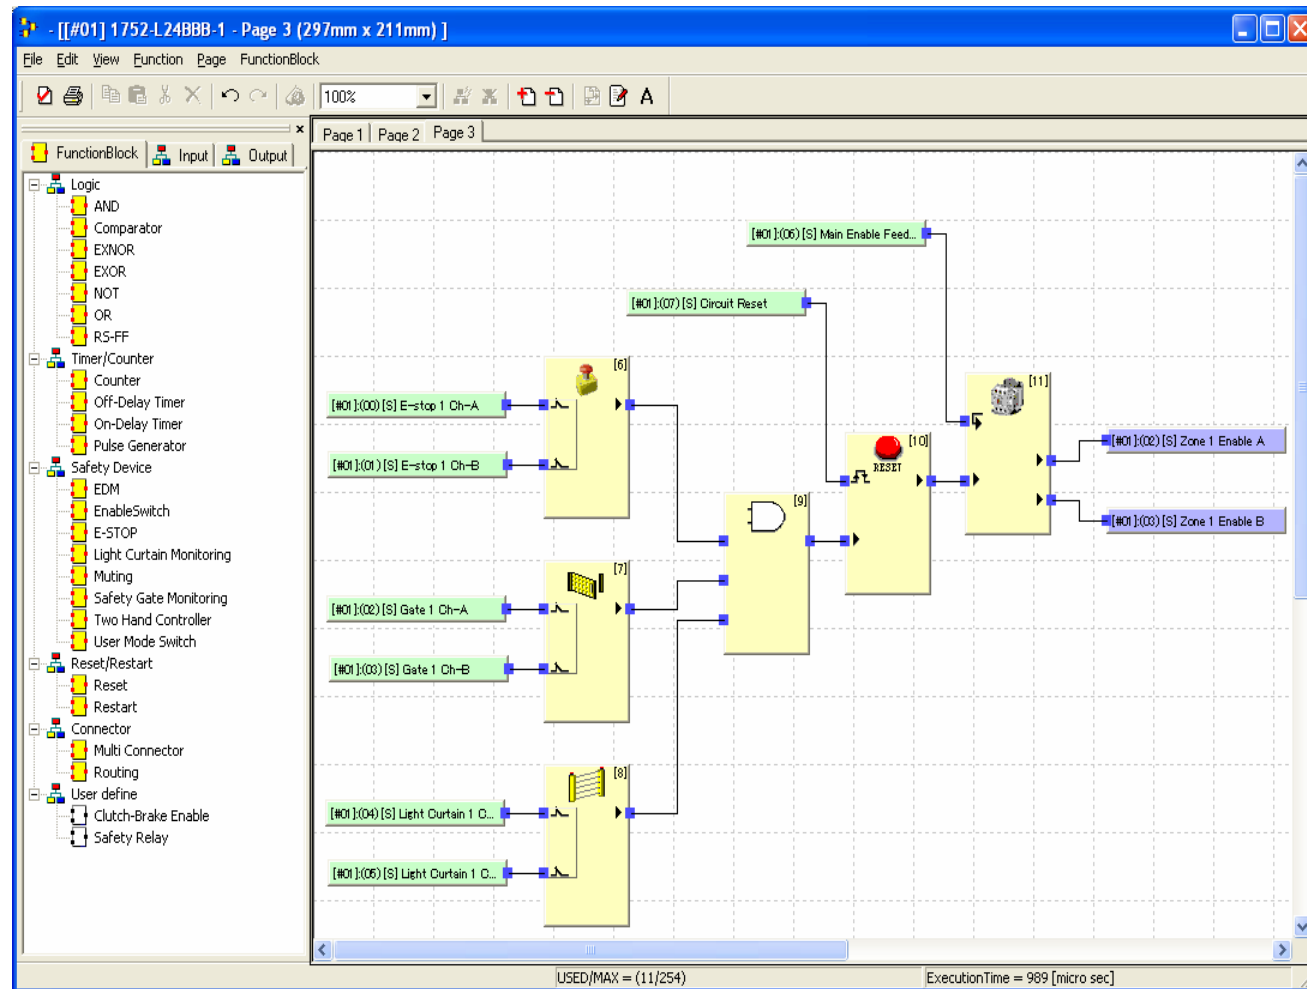 - [[#01] 1752-L24BBB-1 - Page 3 (297mm x 211mm) ]
File Edit View Function Page FunctionBlock
100%
A
FunctionBlock Input Output
Page 1 Page 2 Page 3
Logic
AND
Comparator
EXNOR
EXOR
NOT
OR
RS-FF
Timer/Counter
Counter
Off-Delay Timer
On-Delay Timer
Pulse Generator
Safety Device
EDM
EnableSwitch
E-STOP
Light Curtain Monitoring
Muting
Safety Gate Monitoring
Two Hand Controller
User Mode Switch
Reset/Restart
Reset
Restart
Connector
Multi Connector
Routing
User define
Clutch-Brake Enable
Safety Relay
[#01]:(06) [S] Main Enable Feed...
[#01]:(07) [S] Circuit Reset
[6]
[#01]:(00) [S] E-stop 1 Ch-A
[#01]:(01) [S] E-stop 1 Ch-B
[7]
[#01]:(02) [S] Gate 1 Ch-A
[#01]:(03) [S] Gate 1 Ch-B
[8]
[#01]:(04) [S] Light Curtain 1 C...
[#01]:(05) [S] Light Curtain 1 C...
[9]
[10]
RESET
[11]
[#01]:(02) [S] Zone 1 Enable A
[#01]:(03) [S] Zone 1 Enable B
USED/MAX = (11/254)
ExecutionTime = 989 [micro sec]